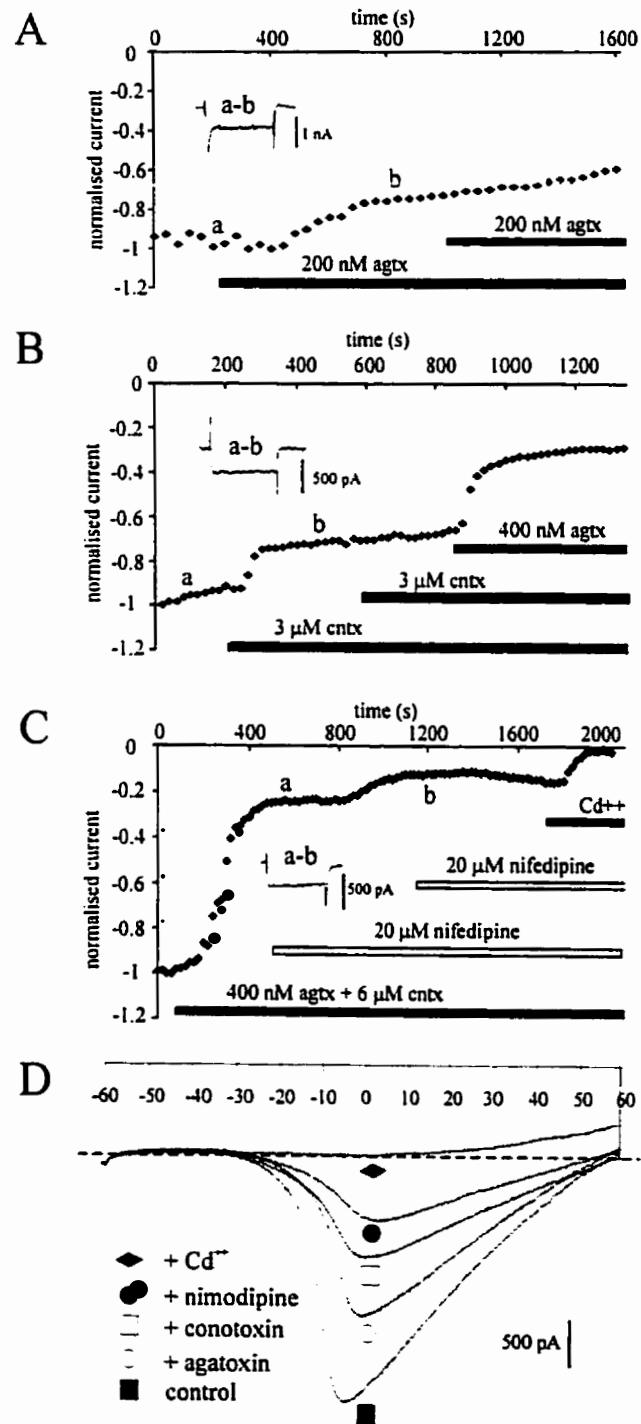 A
time (s)
0 400 800 1200 1600
0
-0.2
-0.4
-0.6
-0.8
-1
-1.2
normalised current
a-b
1 nA
a
b
200 nM agtx
200 nM agtx
B
time (s)
0 200 400 600 800 1000 1200
0
-0.2
-0.4
-0.6
-0.8
-1
-1.2
normalised current
a-b
500 pA
a
b
400 nM agtx
3 µM cntx
3 µM cntx
C
time (s)
0 400 800 1200 1600 2000
0
-0.2
-0.4
-0.6
-0.8
-1
-1.2
normalised current
a
b
Cd++
a-b
500 pA
20 µM nifedipine
20 µM nifedipine
400 nM agtx + 6 µM cntx
D
-60 -50 -40 -30 -20 -10 0 10 20 30 40 50 60
+ Cd++
+ nimodipine
+ conotoxin
+ agatoxin
control
500 pA